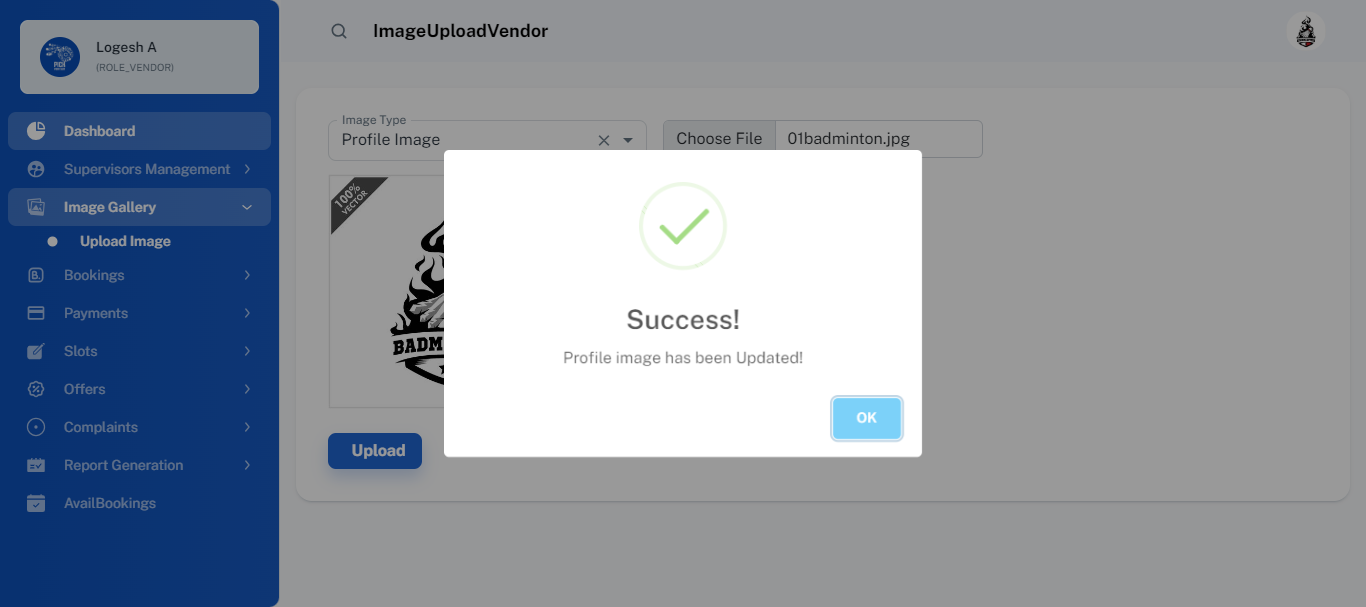 Logesh A
(ROLE_VENDOR)
Dashboard
Supervisors Management
Image Gallery
Upload Image
Bookings
Payments
Slots
Offers
Complaints
Report Generation
AvailBookings
ImageUploadVendor
Image Type
Profile Image
Choose File
01badminton.jpg
100%
VECTOR
BADM
Success!
Profile image has been Updated!
OK
Upload